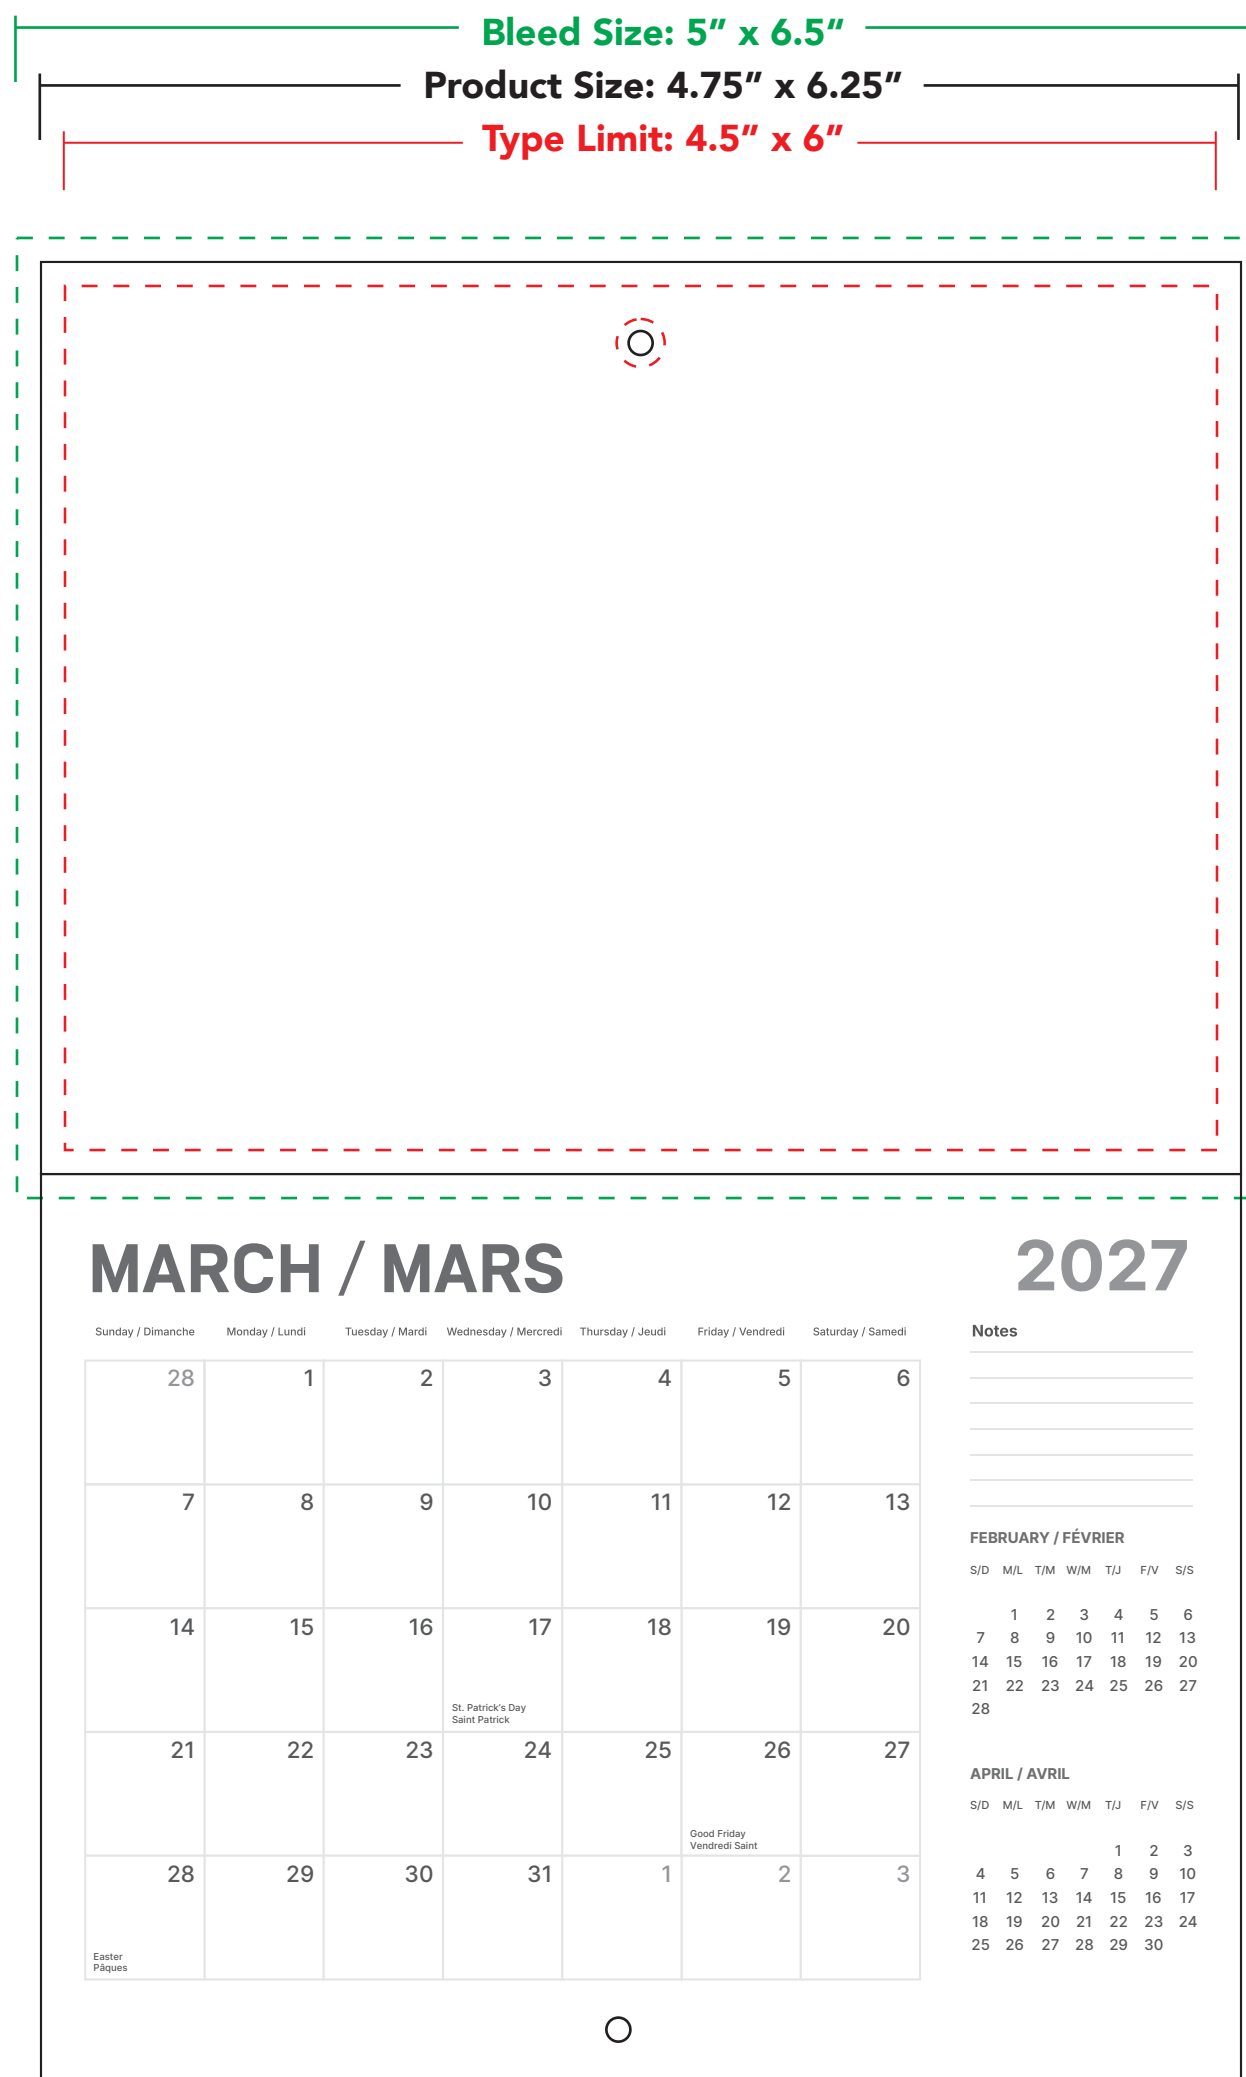 Bleed Size: 5” x 6.5”
Product Size: 4.75” x 6.25”
Type Limit: 4.5” x 6”
MARCH / MARS
2027
Sunday / Dimanche Monday / Lundi Tuesday / Mardi Wednesday / Mercredi Thursday / Jeudi Friday / Vendredi Saturday / Samedi
28 1 2 3 4 5 6
7 8 9 10 11 12 13
14 15 16 17 18 19 20
St. Patrick's Day
Saint Patrick
21 22 23 24 25 26 27
Good Friday
Vendredi Saint
28 29 30 31 1 2 3
Easter
Pâques
Notes
FEBRUARY / FÉVRIER
S/D M/L T/M W/M T/J F/V S/S
1 2 3 4 5 6
7 8 9 10 11 12 13
14 15 16 17 18 19 20
21 22 23 24 25 26 27
28
APRIL / AVRIL
S/D M/L T/M W/M T/J F/V S/S
1 2 3
4 5 6 7 8 9 10
11 12 13 14 15 16 17
18 19 20 21 22 23 24
25 26 27 28 29 30